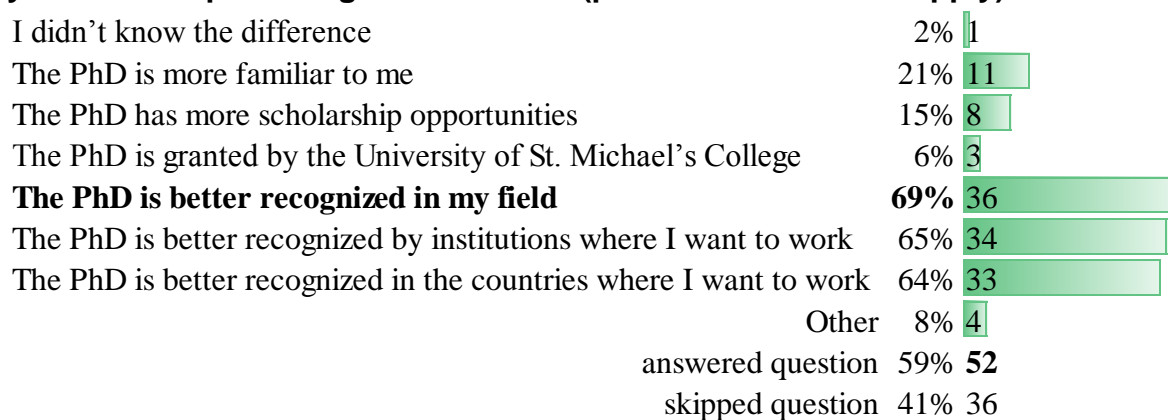 I didn't know the difference 2% 1
The PhD is more familiar to me 21% 11
The PhD has more scholarship opportunities 15% 8
The PhD is granted by the University of St. Michael's College 6% 3
The PhD is better recognized in my field 69% 36
The PhD is better recognized by institutions where I want to work 65% 34
The PhD is better recognized in the countries where I want to work 64% 33
Other 8% 4
answered question 59% 52
skipped question 41% 36